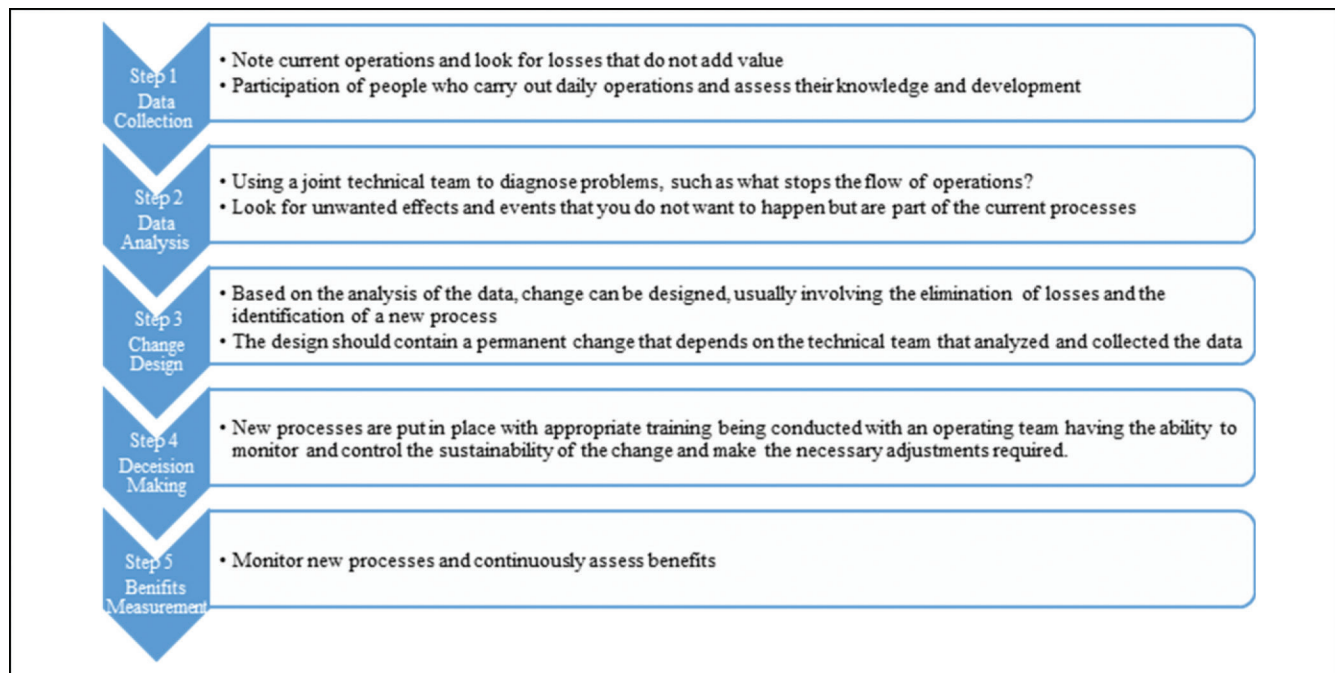 Step 1
Data
Collection
• Note current operations and look for losses that do not add value
• Participation of people who carry out daily operations and assess their knowledge and development
Step 2
Data
Analysis
• Using a joint technical team to diagnose problems, such as what stops the flow of operations?
• Look for unwanted effects and events that you do not want to happen but are part of the current processes
Step 3
Change
Design
• Based on the analysis of the data, change can be designed, usually involving the elimination of losses and the
identification of a new process
• The design should contain a permanent change that depends on the technical team that analyzed and collected the data
Step 4
Deceision
Making
• New processes are put in place with appropriate training being conducted with an operating team having the ability to
monitor and control the sustainability of the change and make the necessary adjustments required.
Step 5
Benifits
Measurement
• Monitor new processes and continuously assess benefits